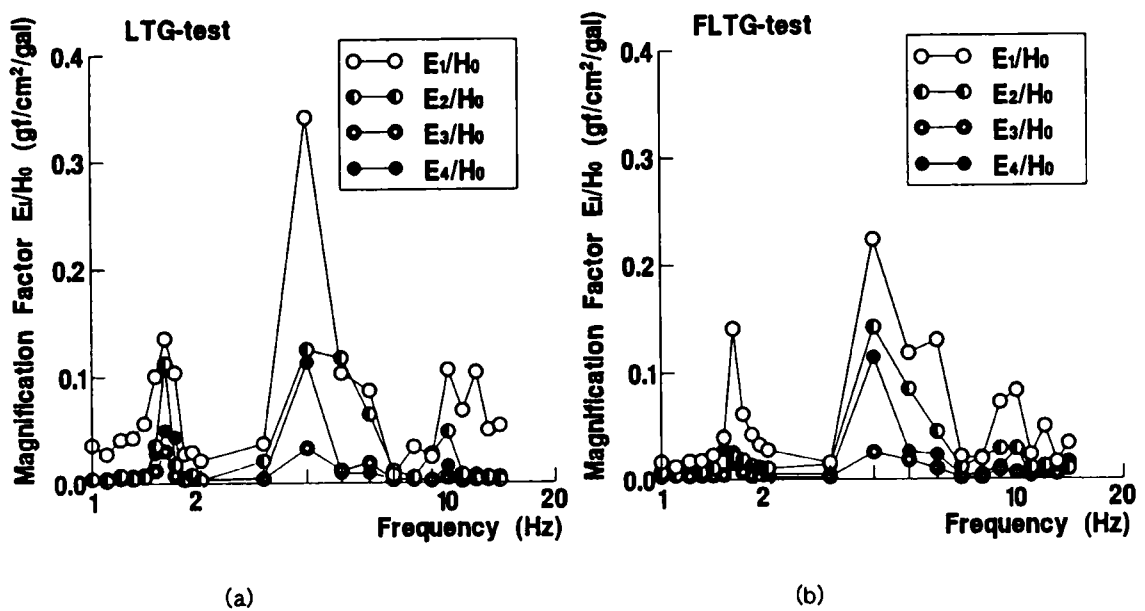 LTG-test
Magnification Factor Ei/H0 (gf/cm²/gal)
0.4
0.3
0.2
0.1
0.0
E1/H0
E2/H0
E3/H0
E4/H0
1
2
10
20
Frequency (Hz)
(a)
FLTG-test
Magnification Factor Ei/H0 (gf/cm²/gal)
0.4
0.3
0.2
0.1
0.0
E1/H0
E2/H0
E3/H0
E4/H0
1
2
10
20
Frequency (Hz)
(b)